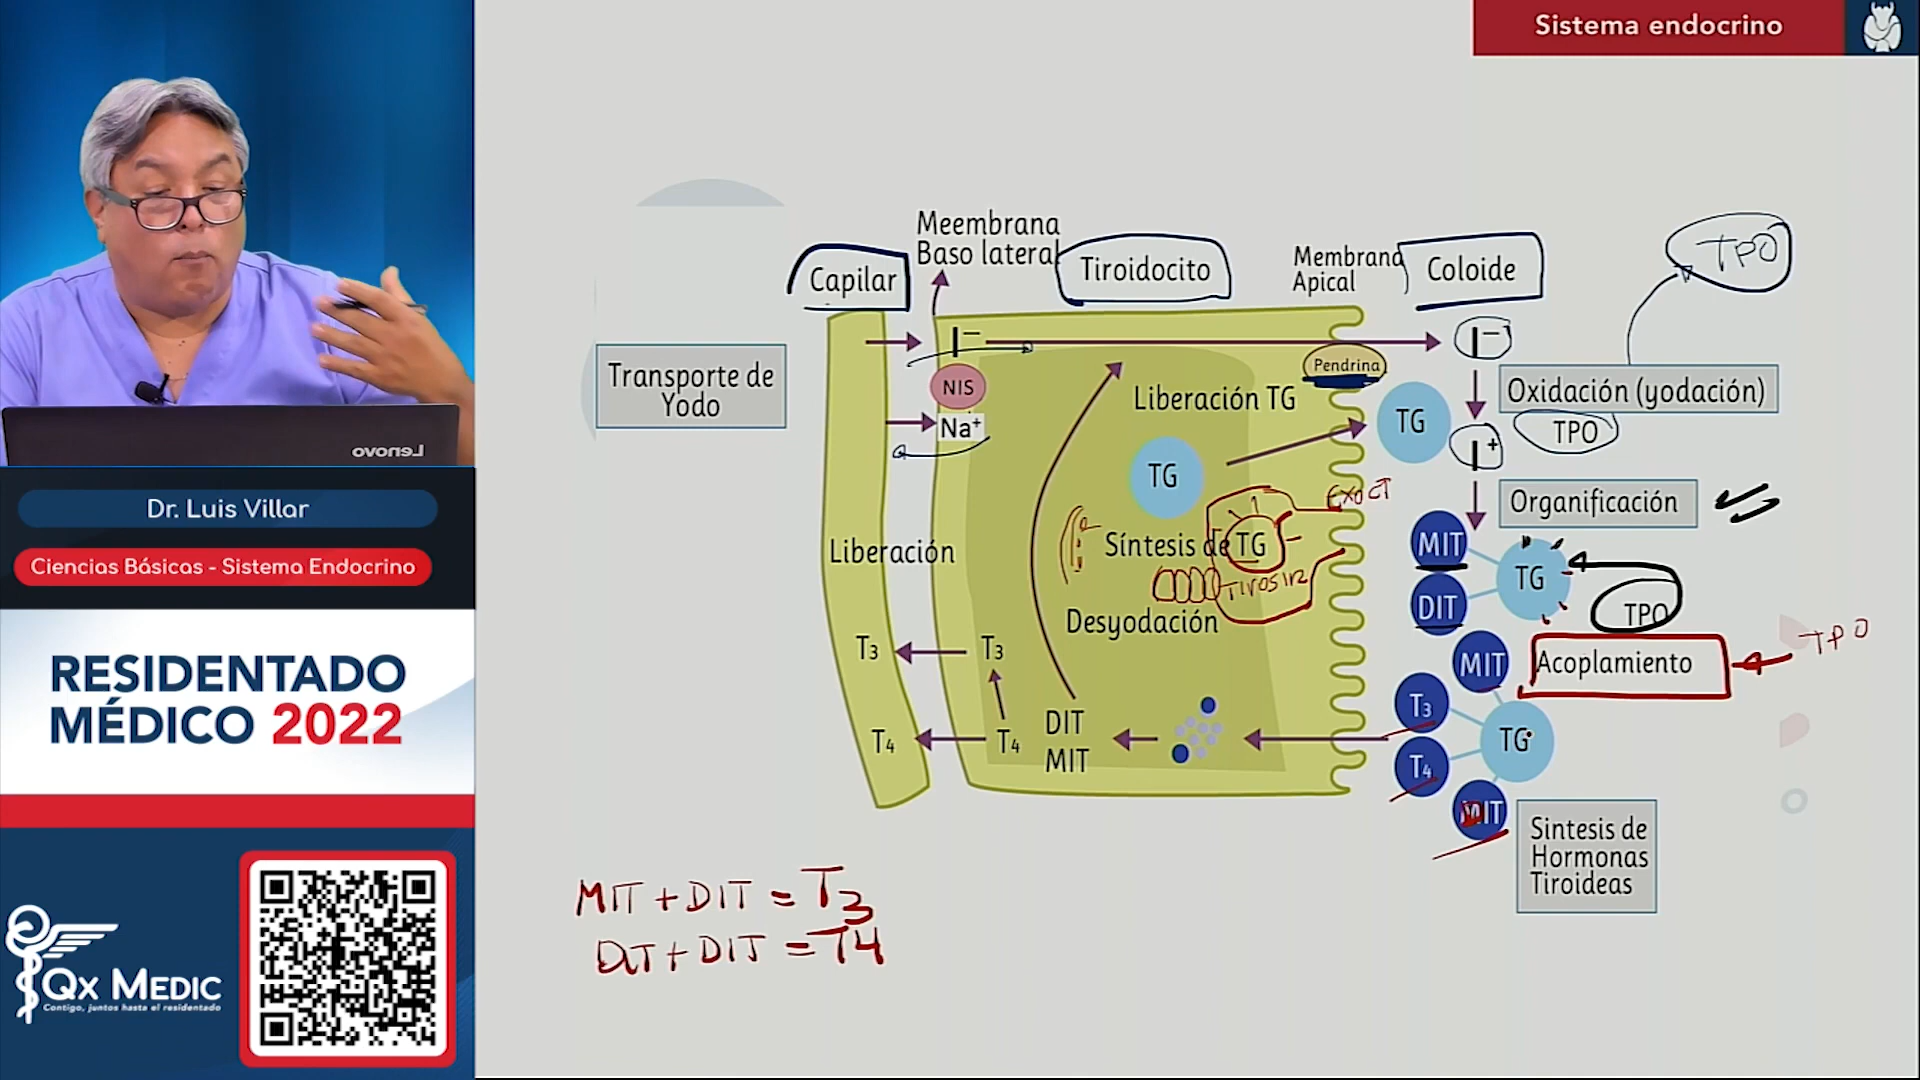 Sistema endocrino
TPO
Meembrana
Baso lateral
Capilar
Tiroidocito
Membrana
Apical
Coloide
I⁻
I⁻
Pendrina
Transporte de
Yodo
NIS
Na⁺
Liberación TG
TG
TG
Oxidación (yodación)
TPO
I⁺
Organificación
Exoct
Liberación
Síntesis de TG
Desyodación
MIT
DIT
TG
TPO
TPO
Acoplamiento
MIT
T₃
T₃
T₃
T₄
T₄
T₄
DIT
MIT
TG
MIT
Sintesis de
Hormonas
Tiroideas
MIT + DIT = T3
DIT + DIT = T4
Lenovo
Dr. Luis Villar
Ciencias Básicas - Sistema Endocrino
RESIDENTADO
MÉDICO 2022
QX MEDIC
Contigo, juntos hasta el residentado